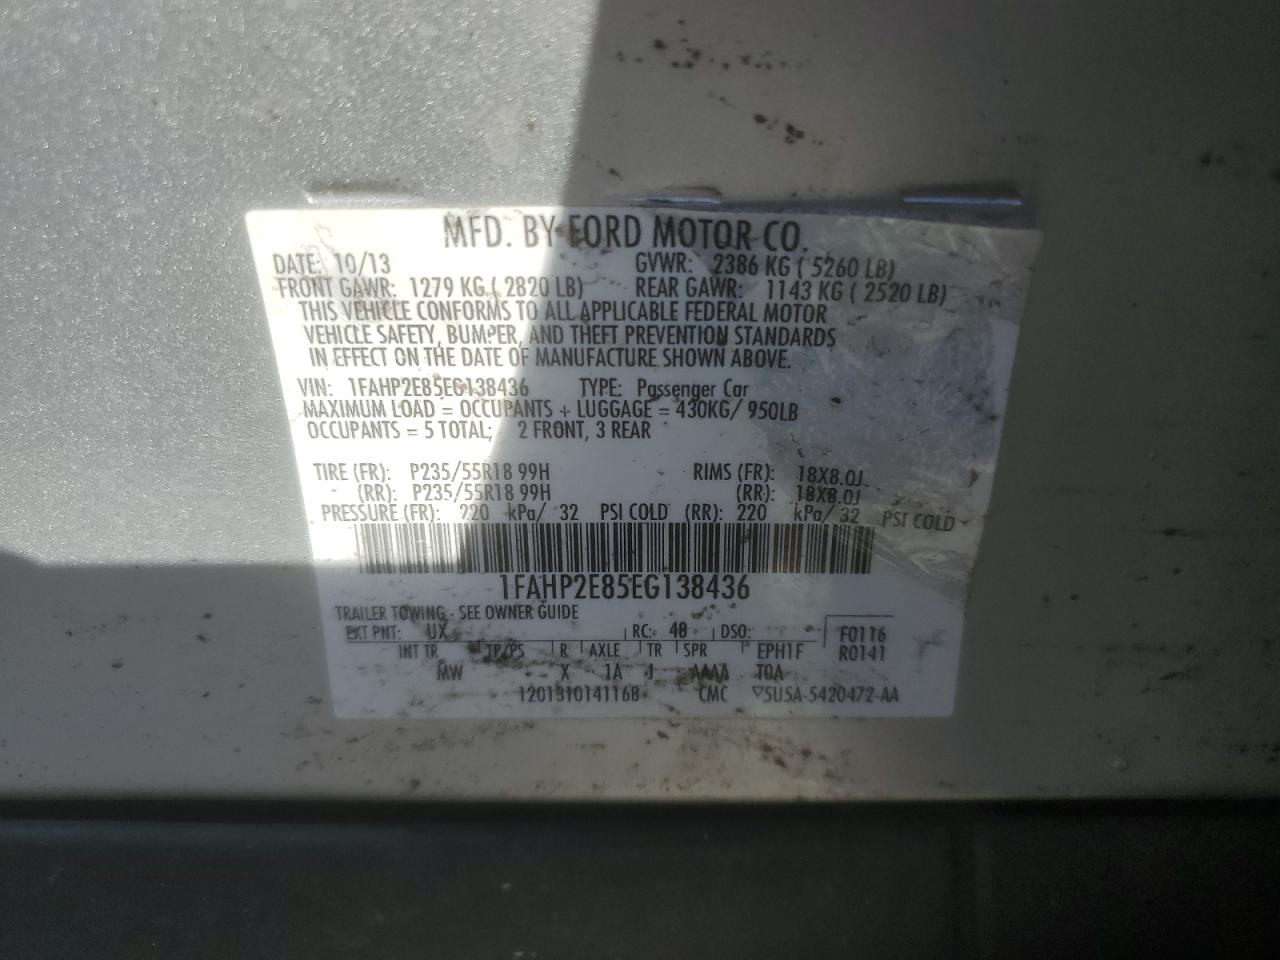 MFD. BY FORD MOTOR CO.
DATE: 10/13 GVWR: 2386 KG ( 5260 LB)
FRONT GAWR: 1279 KG ( 2820 LB) REAR GAWR: 1143 KG ( 2520 LB)
THIS VEHICLE CONFORMS TO ALL APPLICABLE FEDERAL MOTOR
VEHICLE SAFETY, BUMPER, AND THEFT PREVENTION STANDARDS
IN EFFECT ON THE DATE OF MANUFACTURE SHOWN ABOVE.
VIN: 1FAHP2E85EG138436 TYPE: Passenger Car
MAXIMUM LOAD = OCCUPANTS + LUGGAGE = 430KG/ 950LB
OCCUPANTS = 5 TOTAL; 2 FRONT, 3 REAR
TIRE (FR): P235/55R18 99H RIMS (FR): 18X8.0J
(RR): P235/55R18 99H (RR): 18X8.0J
PRESSURE (FR): 220 kPa/ 32 PSI COLD (RR): 220 kPa/ 32 PSI COLD
1FAHP2E85EG138436
TRAILER TOWING - SEE OWNER GUIDE
EXT PNT: UX RC: 48 DSO: F0116
INT TR TP/PS R AXLE TR SPR EPH1F R0141
MW X 1A J AAAA T0A
120131014116B CMC ▽5U5A-5420472-AA